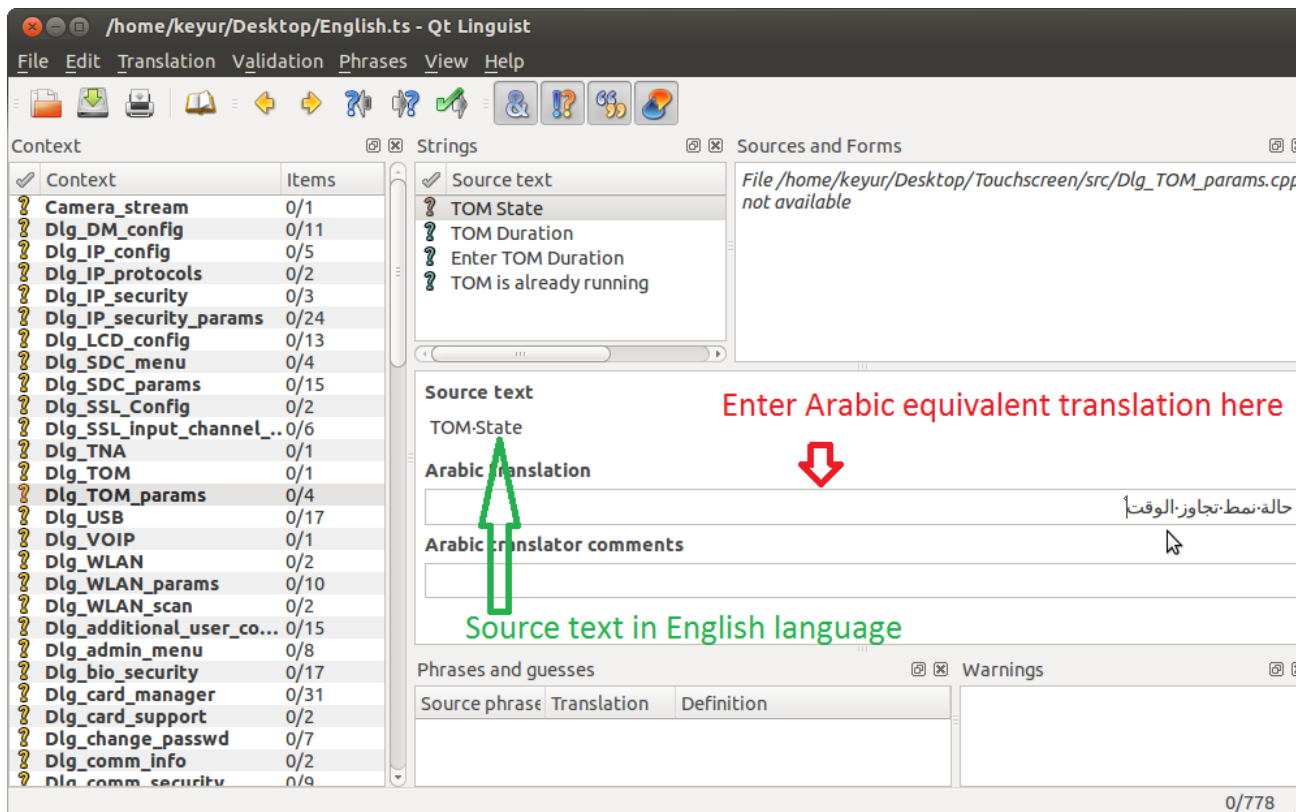 /home/keyur/Desktop/English.ts - Qt Linguist
File Edit Translation Validation Phrases View Help
Context
Context Items
Camera_stream 0/1
Dlg_DM_config 0/11
Dlg_IP_config 0/5
Dlg_IP_protocols 0/2
Dlg_IP_security 0/3
Dlg_IP_security_params 0/24
Dlg_LCD_config 0/13
Dlg_SDC_menu 0/4
Dlg_SDC_params 0/15
Dlg_SSL_Config 0/2
Dlg_SSL_input_channel_... 0/6
Dlg_TNA 0/1
Dlg_TOM 0/1
Dlg_TOM_params 0/4
Dlg_USB 0/17
Dlg_VOIP 0/1
Dlg_WLAN 0/2
Dlg_WLAN_params 0/10
Dlg_WLAN_scan 0/2
Dlg_additional_user_co... 0/15
Dlg_admin_menu 0/8
Dlg_bio_security 0/17
Dlg_card_manager 0/31
Dlg_card_support 0/2
Dlg_change_passwd 0/7
Dlg_comm_info 0/2
Dlg_comm_security 0/9
Strings
Source text
TOM State
TOM Duration
Enter TOM Duration
TOM is already running
Sources and Forms
File /home/keyur/Desktop/Touchscreen/src/Dlg_TOM_params.cpp
not available
Source text
TOM·State
Enter Arabic equivalent translation here
Arabic translation
حالة·نمط·تجاوز·الوقت
Arabic translator comments
Source text in English language
Phrases and guesses
Source phrase Translation Definition
Warnings
0/778